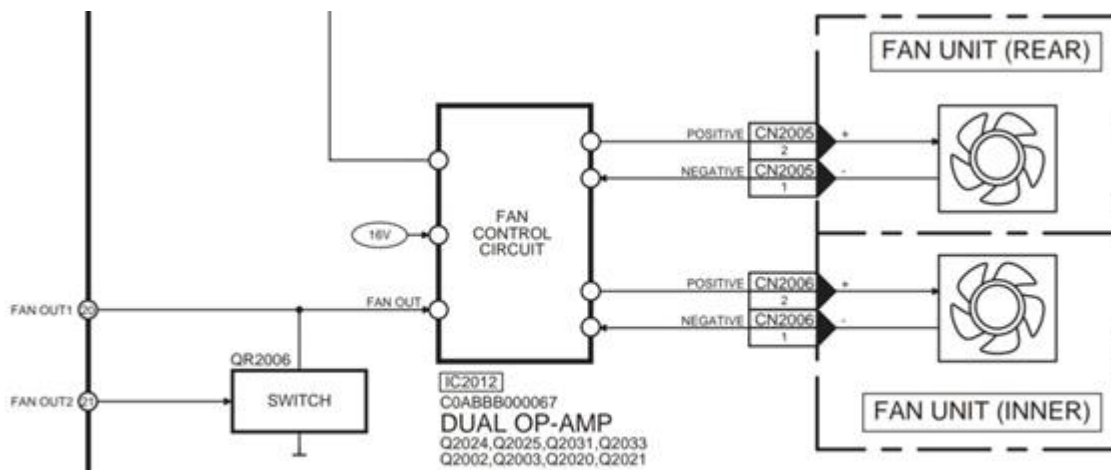 FAN UNIT (REAR)
POSITIVE
CN2005
+
2
NEGATIVE
CN2005
-
1
FAN
CONTROL
CIRCUIT
16V
POSITIVE
CN2006
+
2
NEGATIVE
CN2006
-
1
FAN OUT1
20
FAN OUT
QR2006
SWITCH
FAN OUT2
21
IC2012
C0ABBB000067
DUAL OP-AMP
Q2024,Q2025,Q2031,Q2033
Q2002,Q2003,Q2020,Q2021
FAN UNIT (INNER)